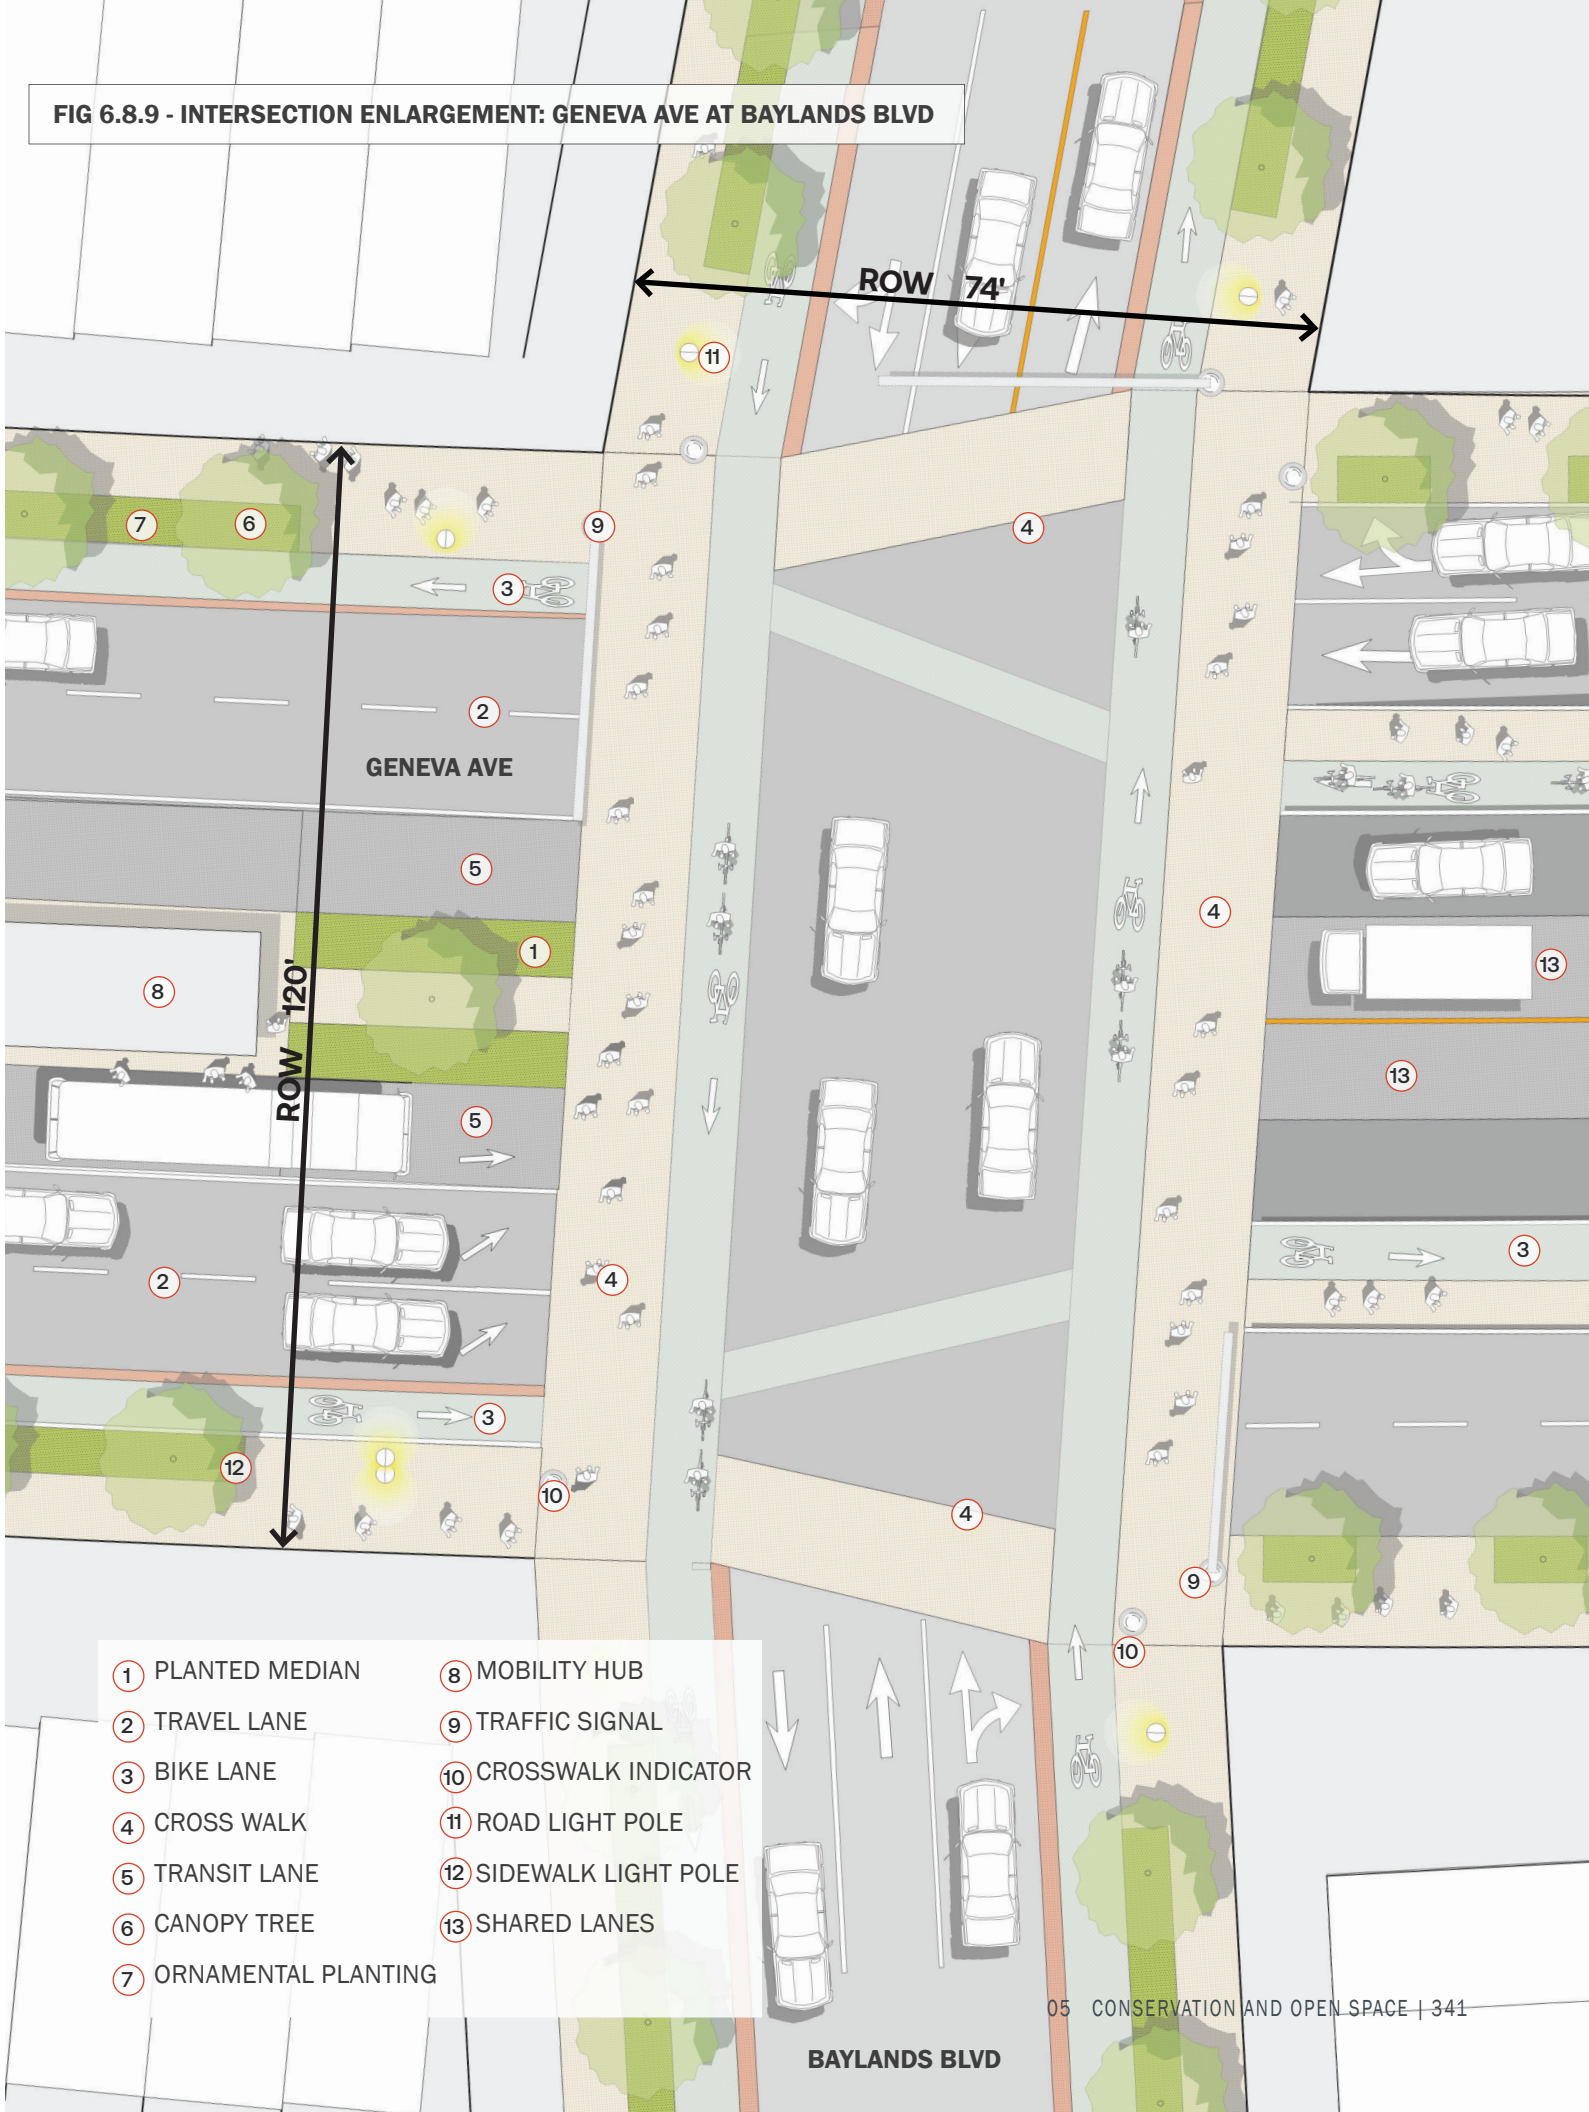 FIG 6.8.9 - INTERSECTION ENLARGEMENT: GENEVA AVE AT BAYLANDS BLVD
ROW 74'
11
7
6
9
4
3
2
GENEVA AVE
5
1
4
8
13
ROW 120'
13
5
3
2
4
3
12
10
4
9
10
1 PLANTED MEDIAN
2 TRAVEL LANE
3 BIKE LANE
4 CROSS WALK
5 TRANSIT LANE
6 CANOPY TREE
7 ORNAMENTAL PLANTING
8 MOBILITY HUB
9 TRAFFIC SIGNAL
10 CROSSWALK INDICATOR
11 ROAD LIGHT POLE
12 SIDEWALK LIGHT POLE
13 SHARED LANES
BAYLANDS BLVD
05 CONSERVATION AND OPEN SPACE | 341